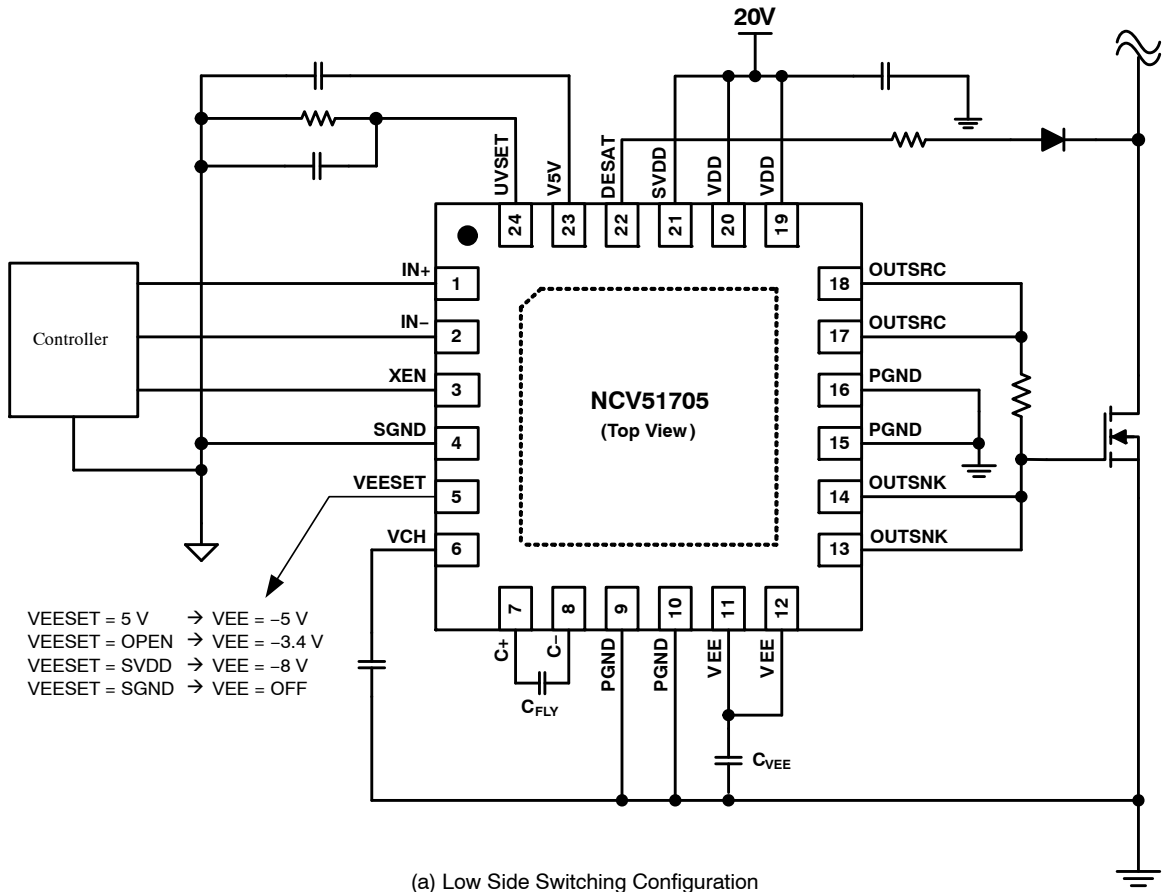 20V
UVSET
V5V
DESAT
SVDD
VDD
VDD
24
23
22
21
20
19
IN+
1
IN−
2
XEN
3
SGND
4
VEESET
5
VCH
6
Controller
NCV51705
(Top View)
18
OUTSRC
17
OUTSRC
16
PGND
15
PGND
14
OUTSNK
13
OUTSNK
7
8
9
10
11
12
C+
C−
PGND
PGND
VEE
VEE
CFLY
CVEE
VEESET = 5 V → VEE = −5 V
VEESET = OPEN → VEE = −3.4 V
VEESET = SVDD → VEE = −8 V
VEESET = SGND → VEE = OFF
(a) Low Side Switching Configuration